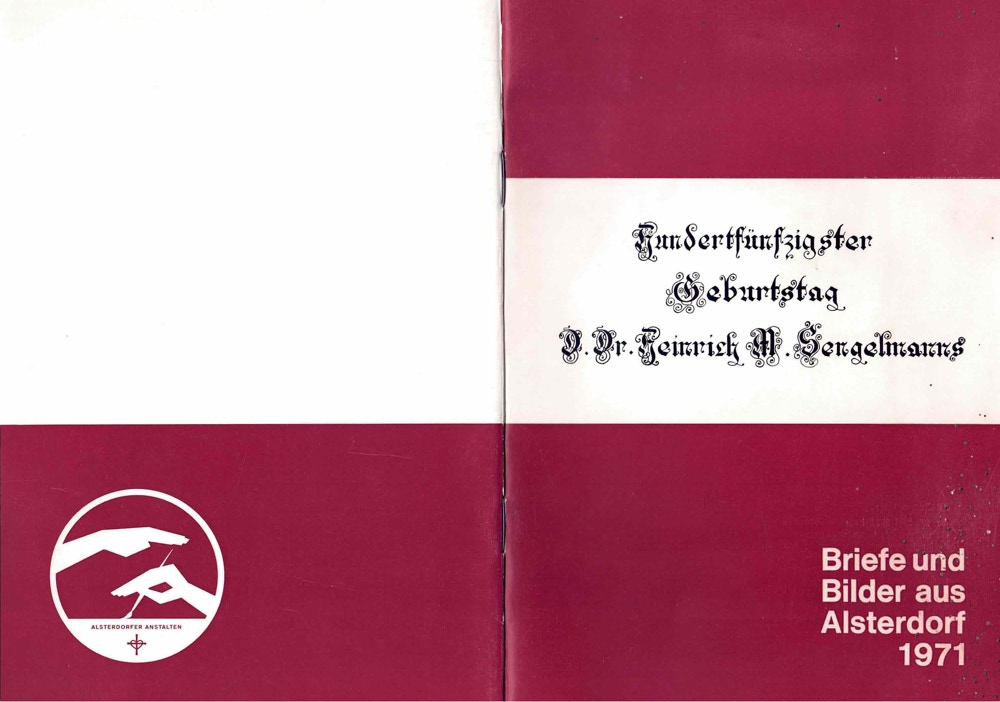 Hundertfünfzigster
Geburtstag
D. Dr. Heinrich M. Sengelmanns
Briefe und
Bilder aus
Alsterdorf
1971
ALSTERDORFER ANSTALTEN